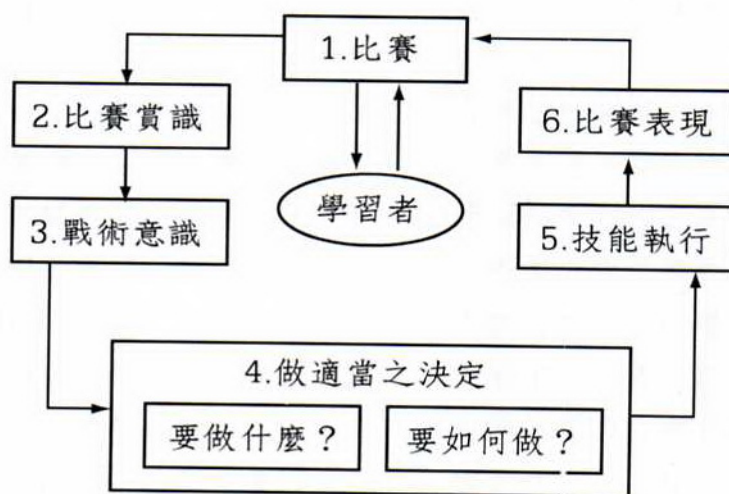 1.比賽
2.比賽賞識
6.比賽表現
學習者
3.戰術意識
5.技能執行
4.做適當之決定
要做什麼？
要如何做？